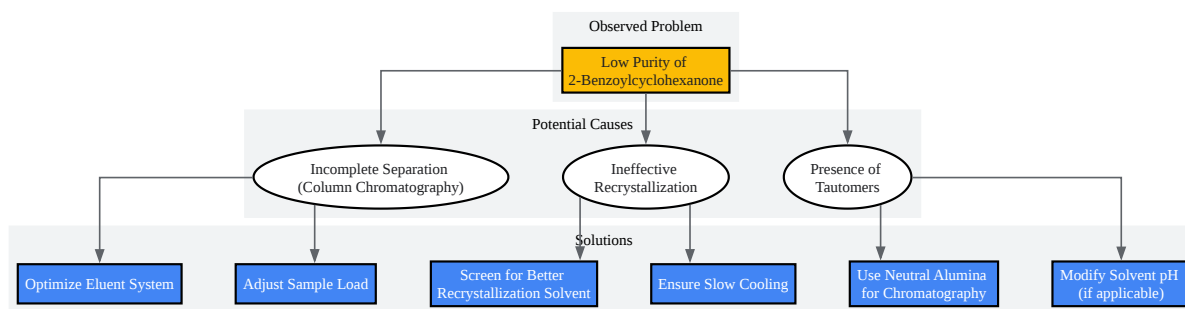 Observed Problem
Low Purity of
2-Benzoylcyclohexanone
Potential Causes
Incomplete Separation
(Column Chromatography)
Ineffective
Recrystallization
Presence of
Tautomers
Solutions
Optimize Eluent System
Adjust Sample Load
Screen for Better
Recrystallization Solvent
Ensure Slow Cooling
Use Neutral Alumina
for Chromatography
Modify Solvent pH
(if applicable)